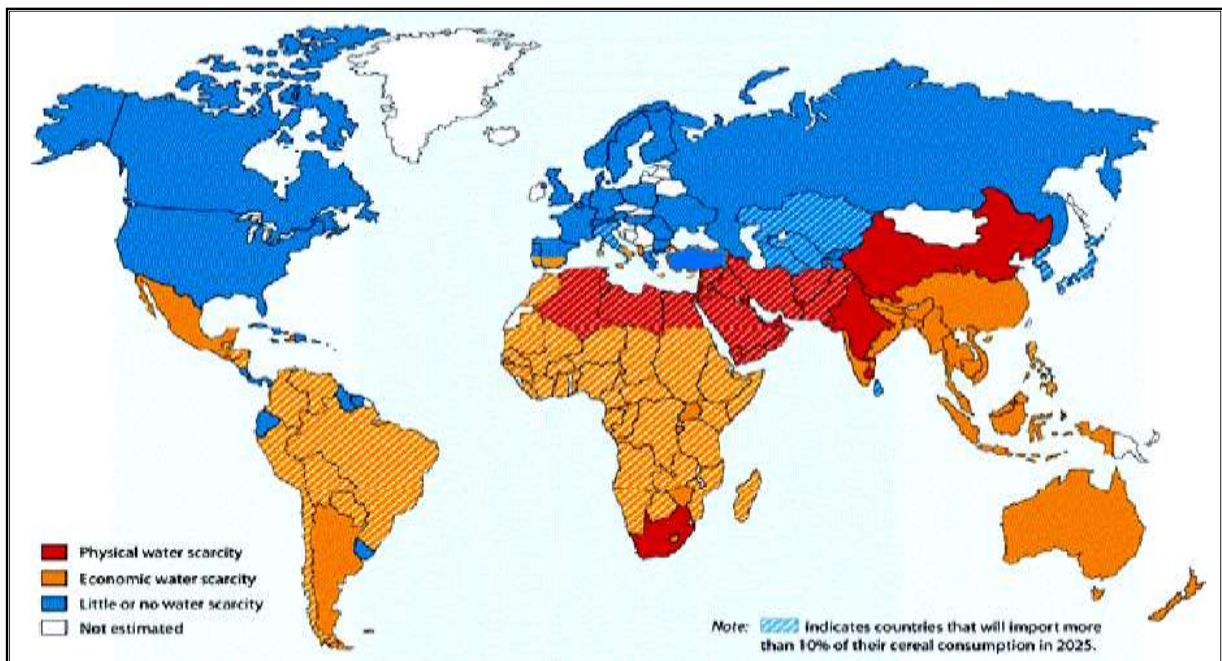 Physical water scarcity
Economic water scarcity
Little or no water scarcity
Not estimated
Note: indicates countries that will import more
than 10% of their cereal consumption in 2025.